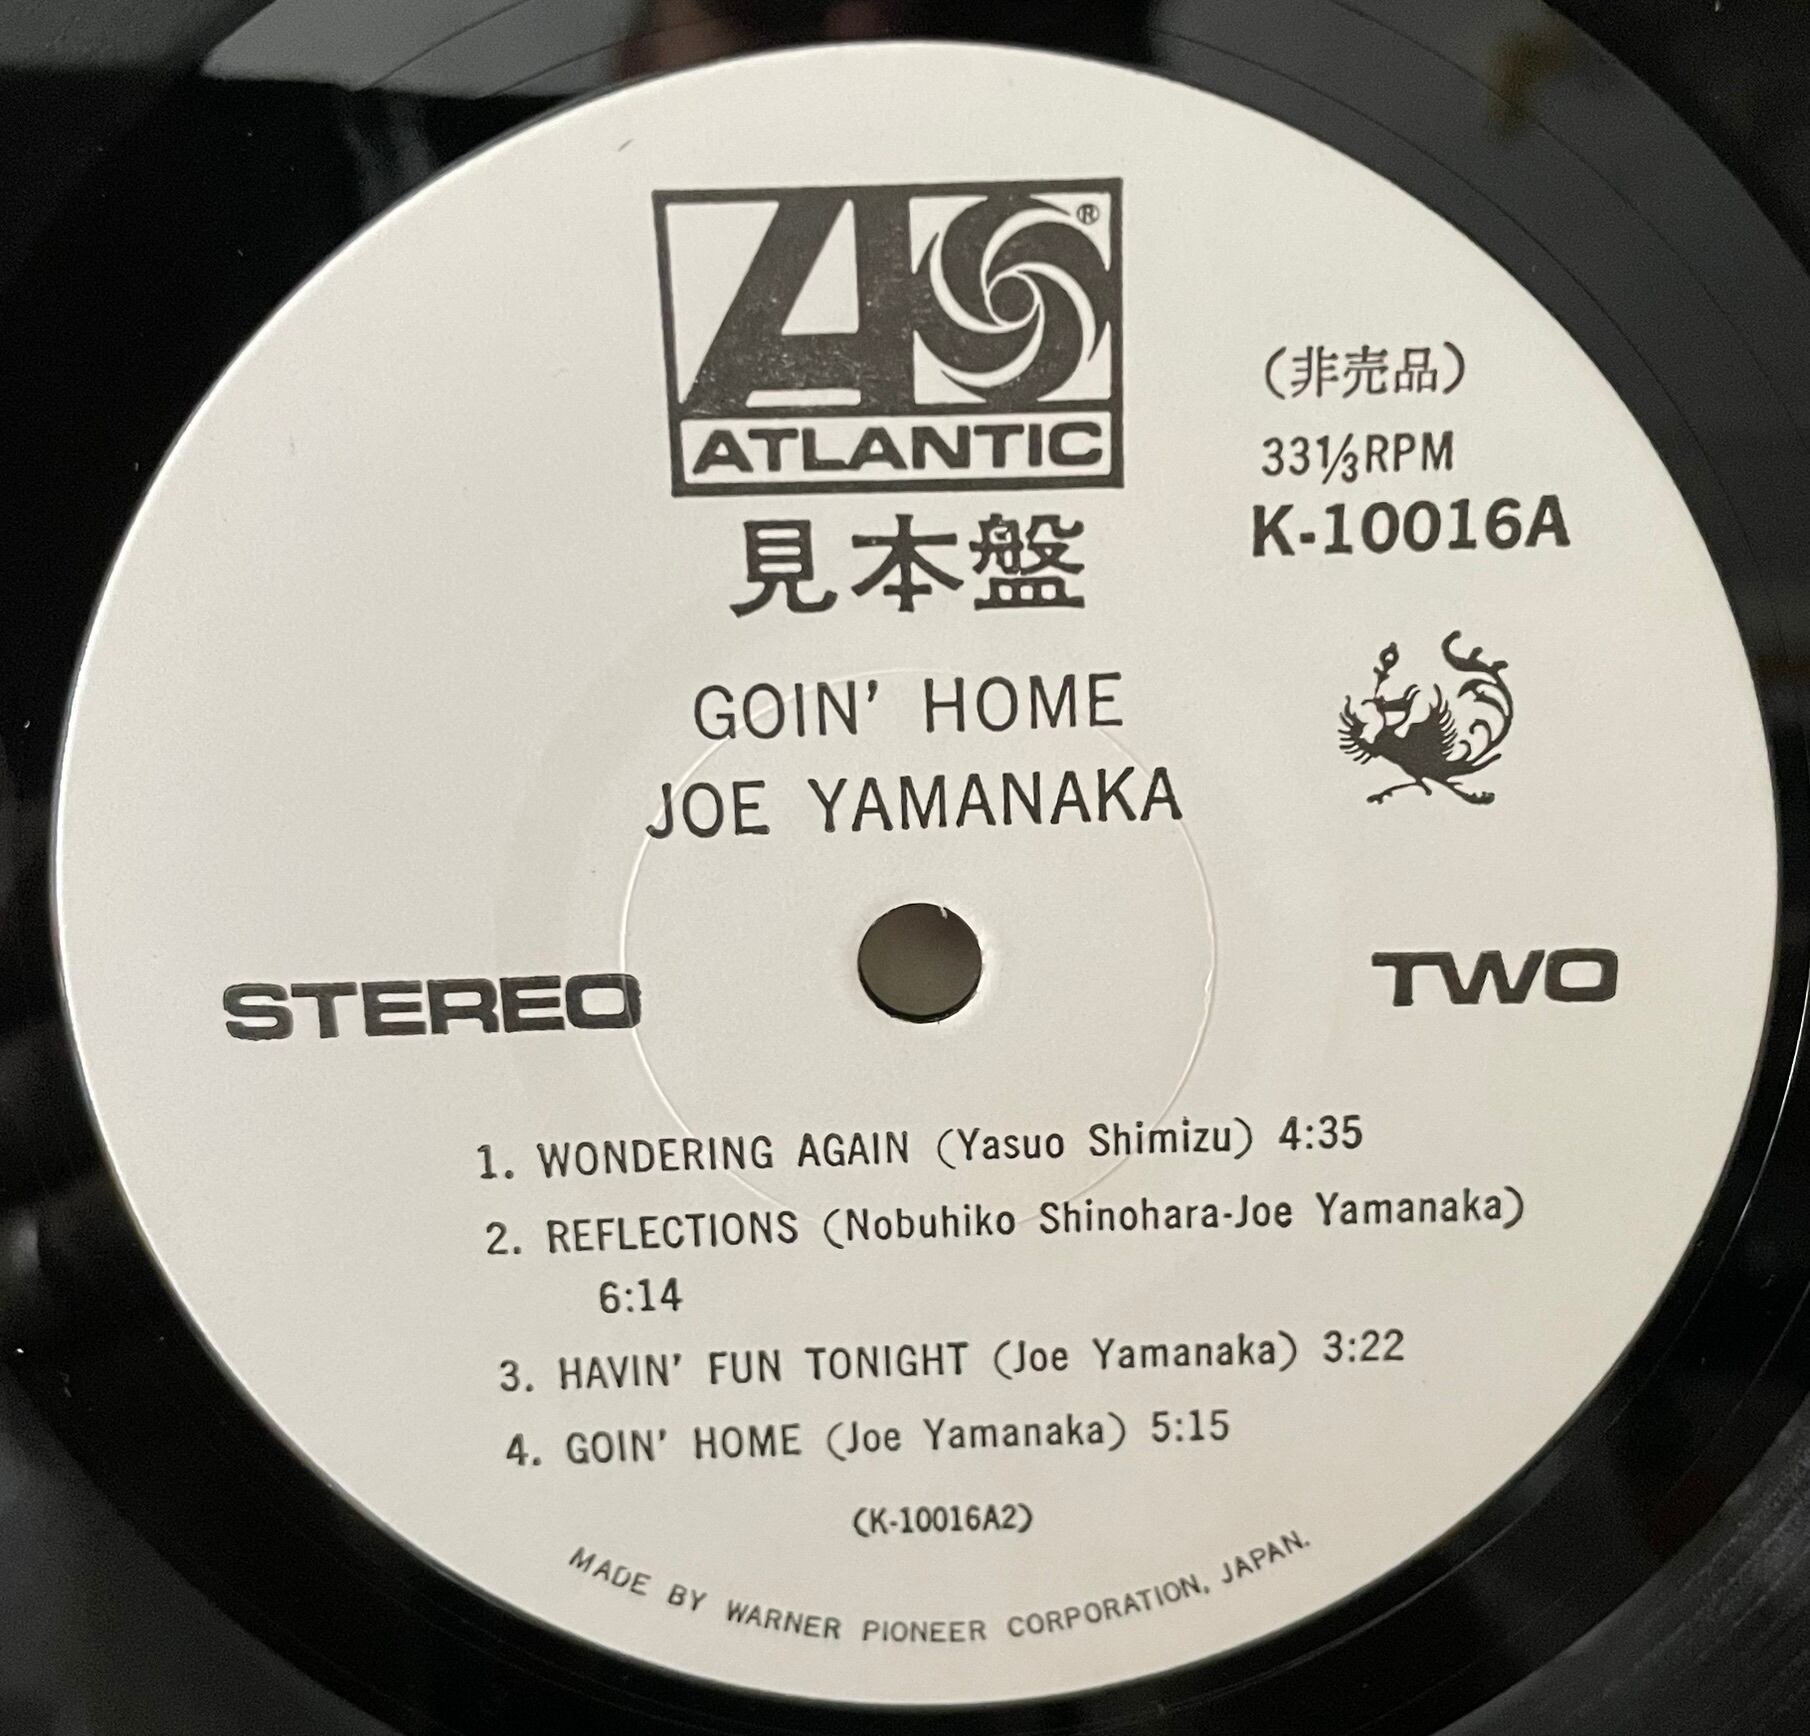 ®
ATLANTIC
見本盤
(非売品)
33⅓RPM
K-10016A
GOIN' HOME
JOE YAMANAKA
STEREO
TWO
1. WONDERING AGAIN (Yasuo Shimizu) 4:35
2. REFLECTIONS (Nobuhiko Shinohara-Joe Yamanaka)
6:14
3. HAVIN' FUN TONIGHT (Joe Yamanaka) 3:22
4. GOIN' HOME (Joe Yamanaka) 5:15
(K-10016A2)
MADE BY WARNER PIONEER CORPORATION, JAPAN.